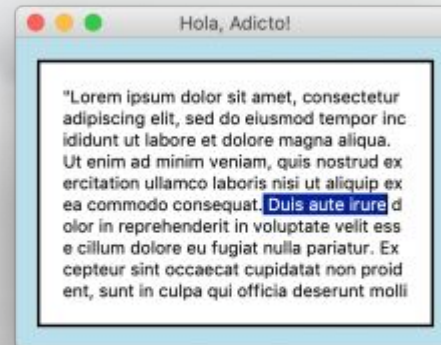 Hola, Adicto!
"Lorem ipsum dolor sit amet, consectetur
adipiscing elit, sed do eiusmod tempor inc
ididunt ut labore et dolore magna aliqua.
Ut enim ad minim veniam, quis nostrud ex
ercitation ullamco laboris nisi ut aliquip ex
ea commodo consequat. Duis aute irure d
olor in reprehenderit in voluptate velit ess
e cillum dolore eu fugiat nulla pariatur. Ex
cepteur sint occaecat cupidatat non proid
ent, sunt in culpa qui officia deserunt molli